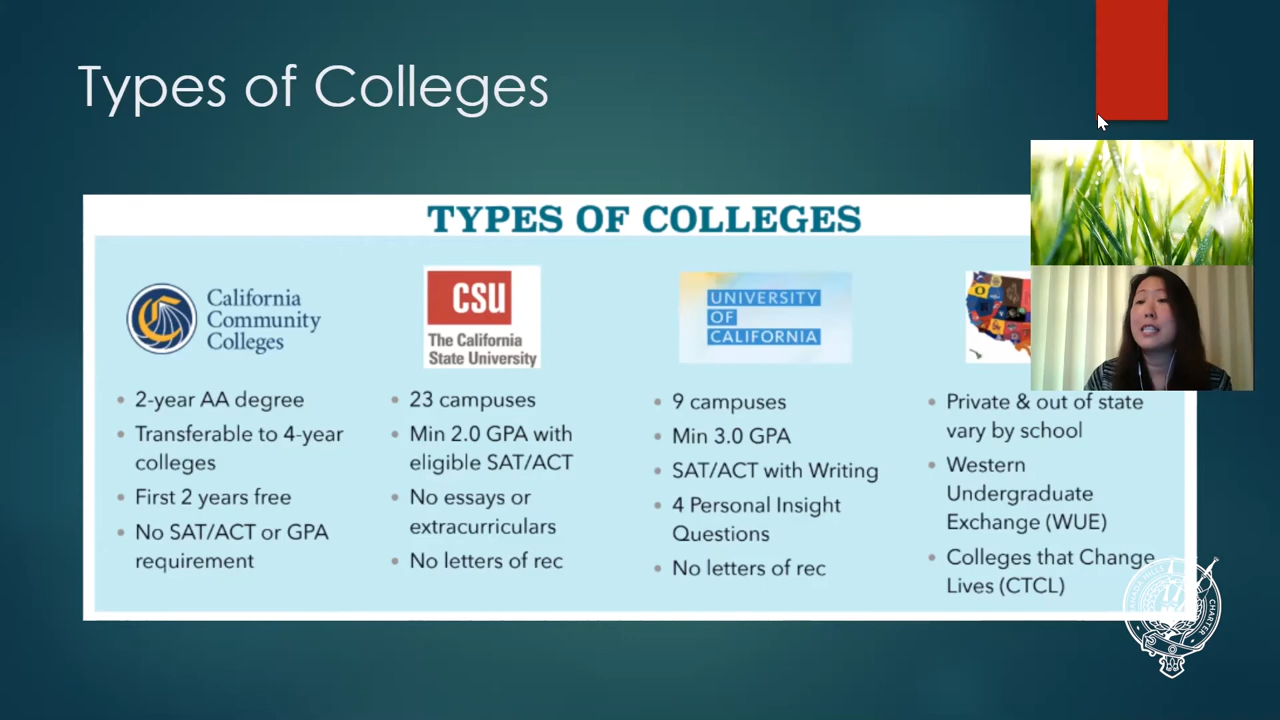 Types of Colleges
TYPES OF COLLEGES
California
Community
Colleges
2-year AA degree
Transferable to 4-year
colleges
First 2 years free
No SAT/ACT or GPA
requirement
CSU
The California
State University
23 campuses
Min 2.0 GPA with
eligible SAT/ACT
No essays or
extracurriculars
No letters of rec
UNIVERSITY
OF
CALIFORNIA
9 campuses
Min 3.0 GPA
SAT/ACT with Writing
4 Personal Insight
Questions
No letters of rec
Private & out of state
vary by school
Western
Undergraduate
Exchange (WUE)
Colleges that Change
Lives (CTCL)
CHARTER